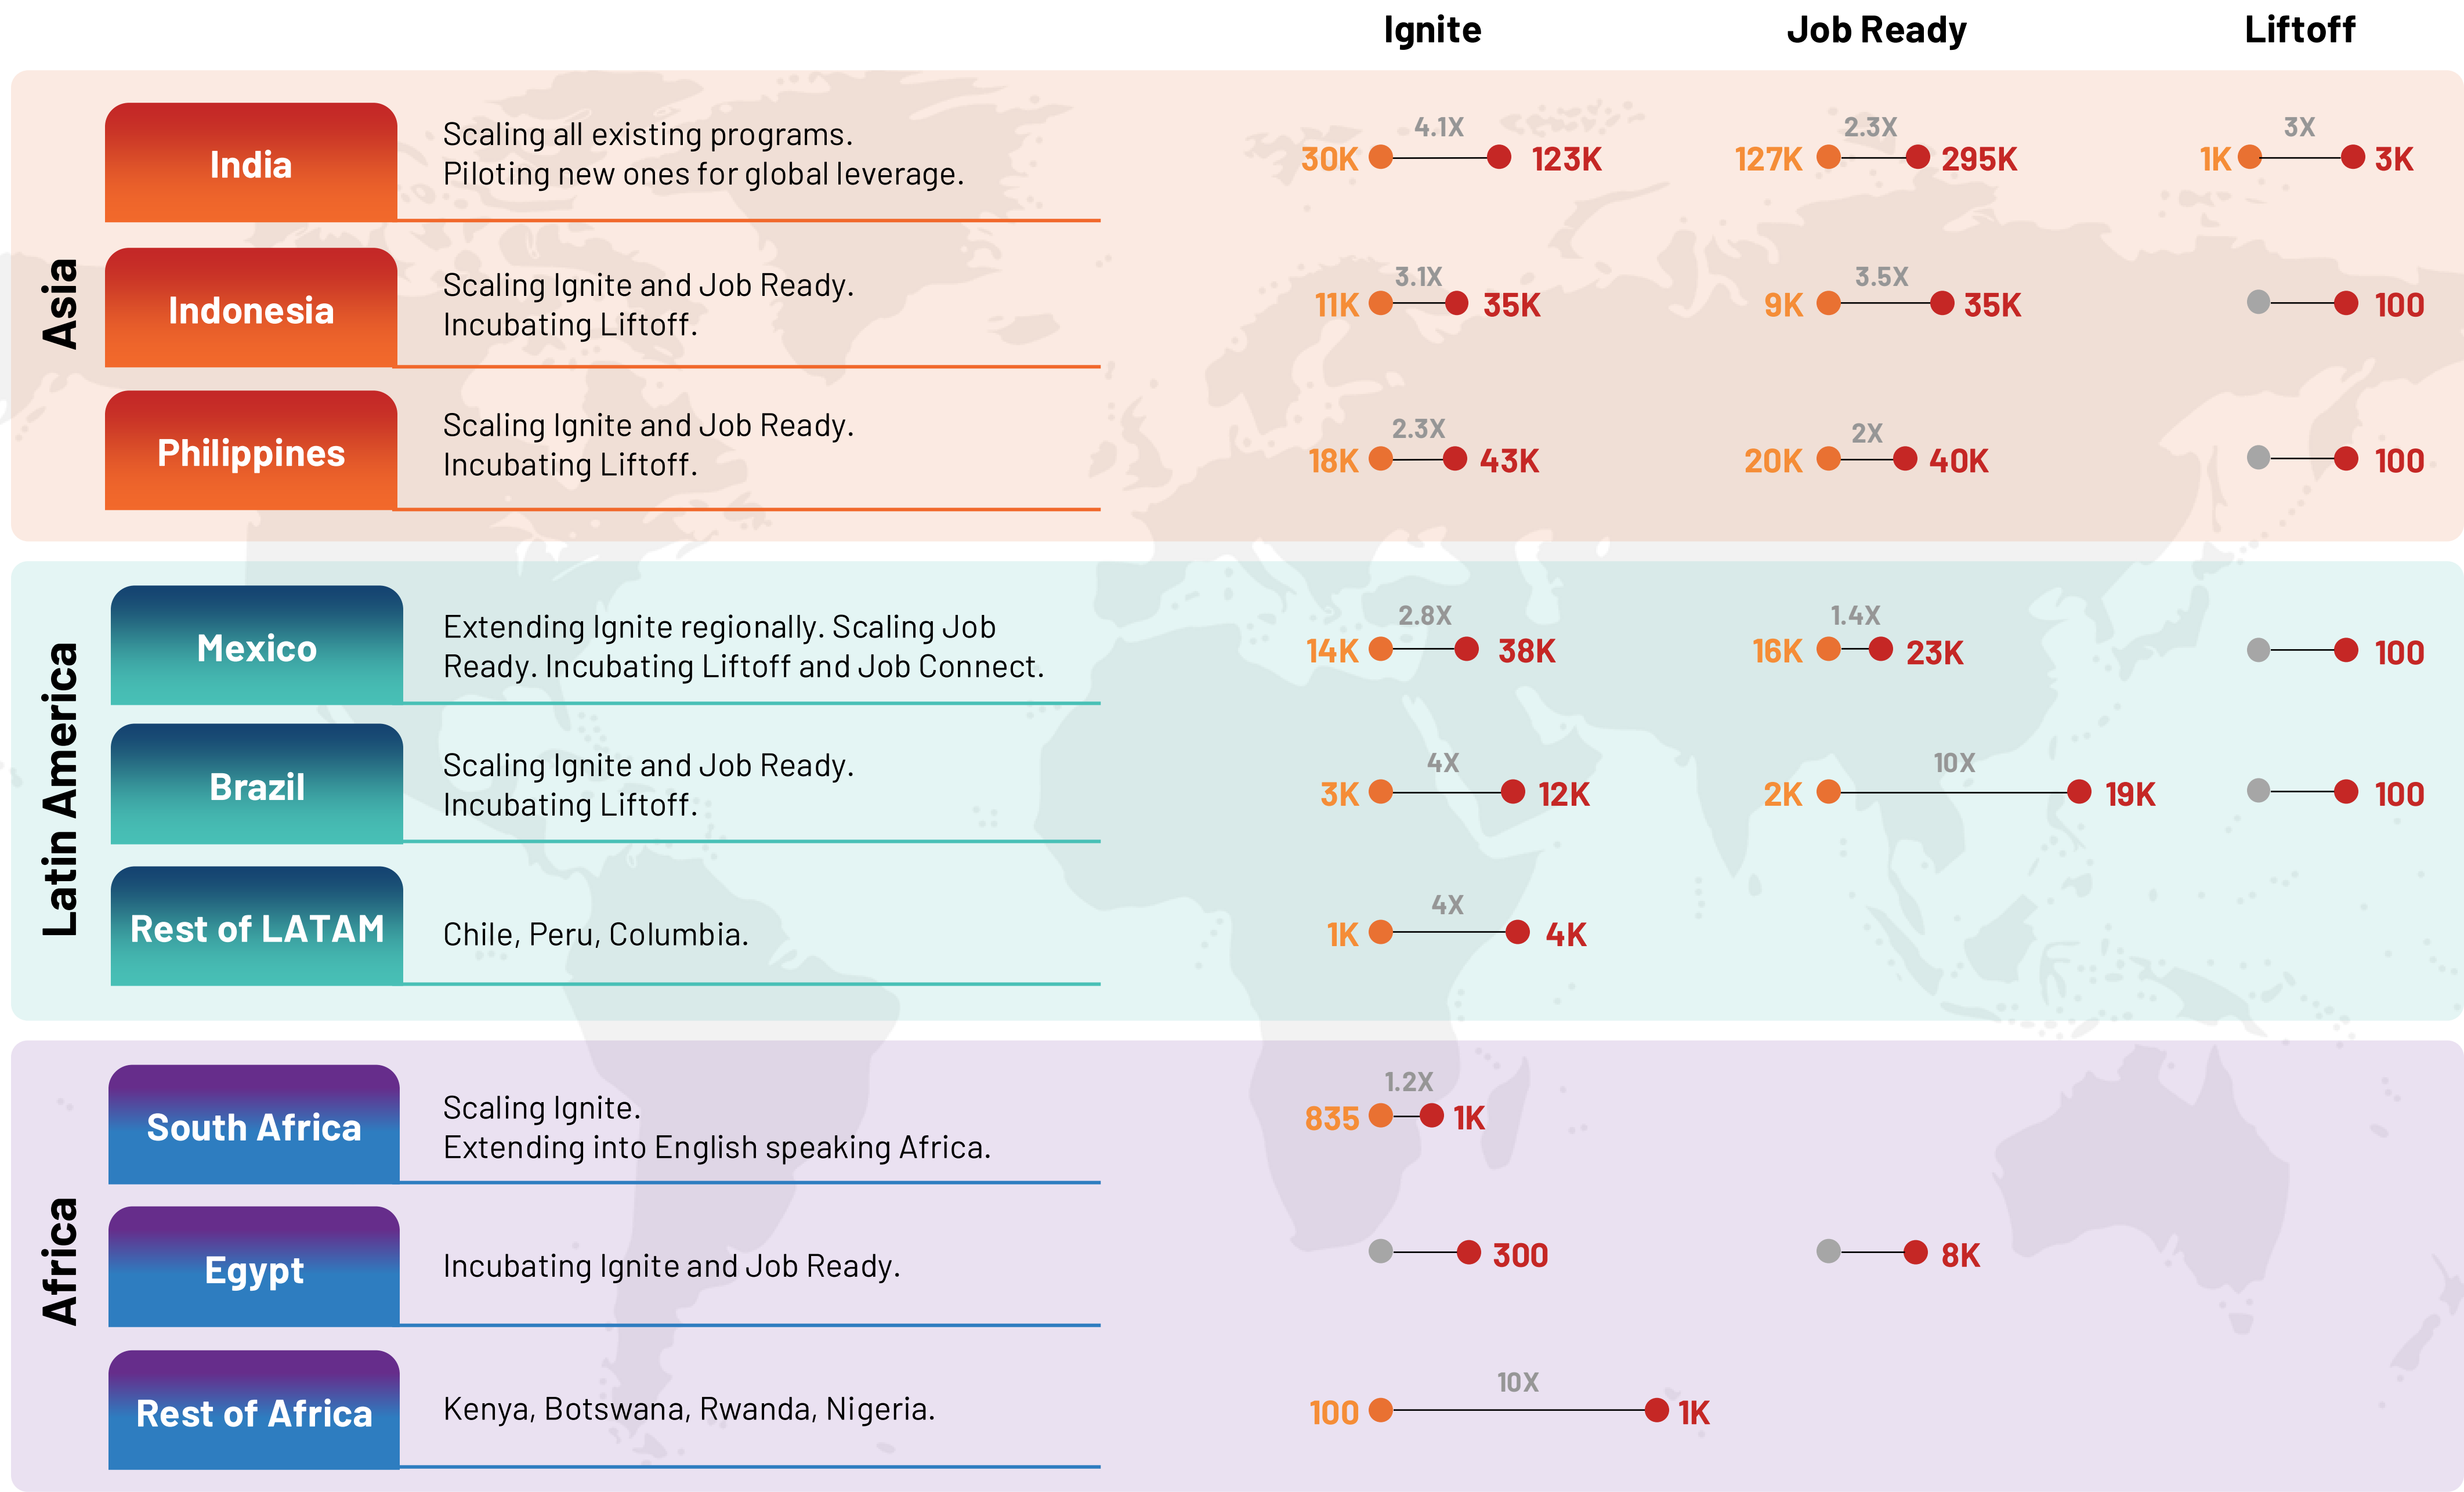 Ignite Job Ready Liftoff
Asia
India
Scaling all existing programs.
Piloting new ones for global leverage.
30K 4.1X 123K
127K 2.3X 295K
1K 3X 3K
Indonesia
Scaling Ignite and Job Ready.
Incubating Liftoff.
11K 3.1X 35K
9K 3.5X 35K
100
Philippines
Scaling Ignite and Job Ready.
Incubating Liftoff.
18K 2.3X 43K
20K 2X 40K
100
Latin America
Mexico
Extending Ignite regionally. Scaling Job
Ready. Incubating Liftoff and Job Connect.
14K 2.8X 38K
16K 1.4X 23K
100
Brazil
Scaling Ignite and Job Ready.
Incubating Liftoff.
3K 4X 12K
2K 10X 19K
100
Rest of LATAM
Chile, Peru, Columbia.
1K 4X 4K
Africa
South Africa
Scaling Ignite.
Extending into English speaking Africa.
835 1.2X 1K
Egypt
Incubating Ignite and Job Ready.
300
8K
Rest of Africa
Kenya, Botswana, Rwanda, Nigeria.
100 10X 1K